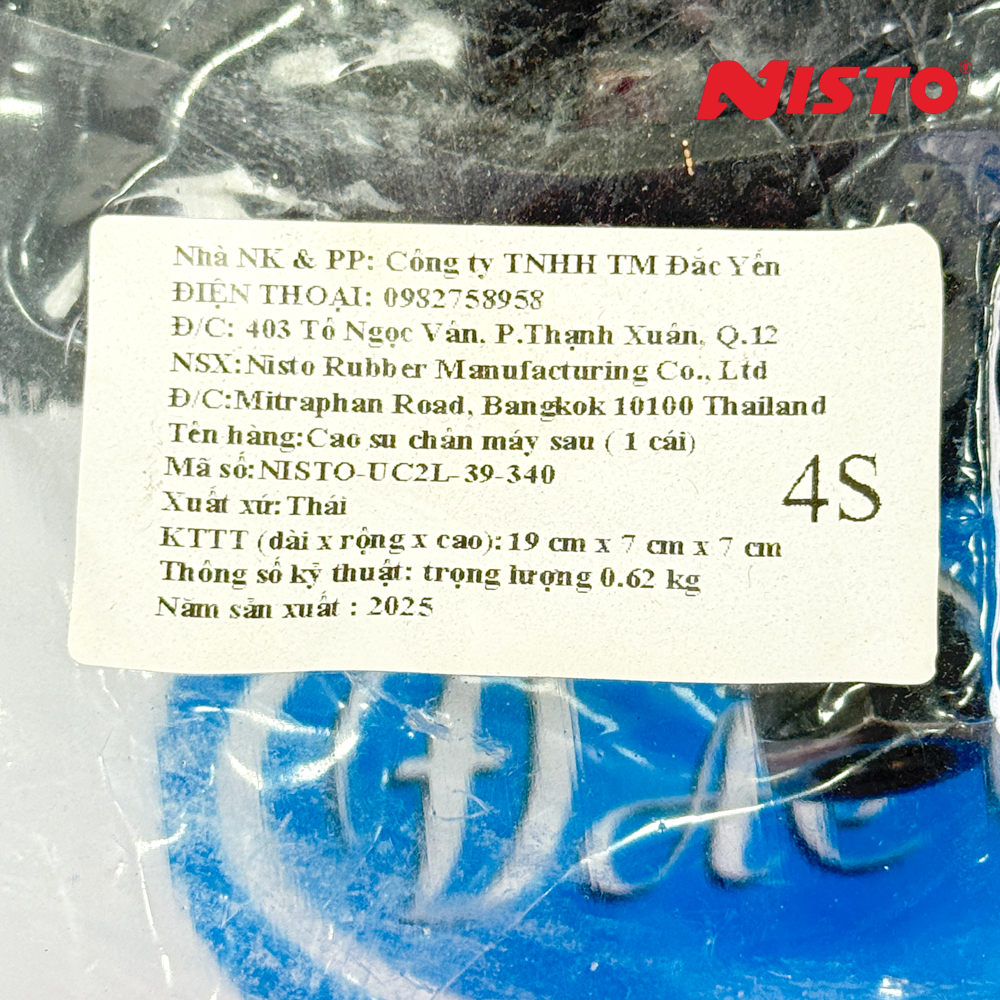 NISTO®
Nhà NK & PP: Công ty TNHH TM Đắc Yến
ĐIỆN THOẠI: 0982758958
Đ/C: 403 Tô Ngọc Vân, P.Thạnh Xuân, Q.12
NSX:Nisto Rubber Manufacturing Co., Ltd
Đ/C:Mitraphan Road, Bangkok 10100 Thailand
Tên hàng:Cao su chân máy sau ( 1 cái)
Mã số:NISTO-UC2L-39-340
4S
Xuất xứ: Thái
KTTT (dài x rộng x cao): 19 cm x 7 cm x 7 cm
Thông số kỹ thuật: trọng lượng 0.62 kg
Năm sản xuất : 2025
Đắc